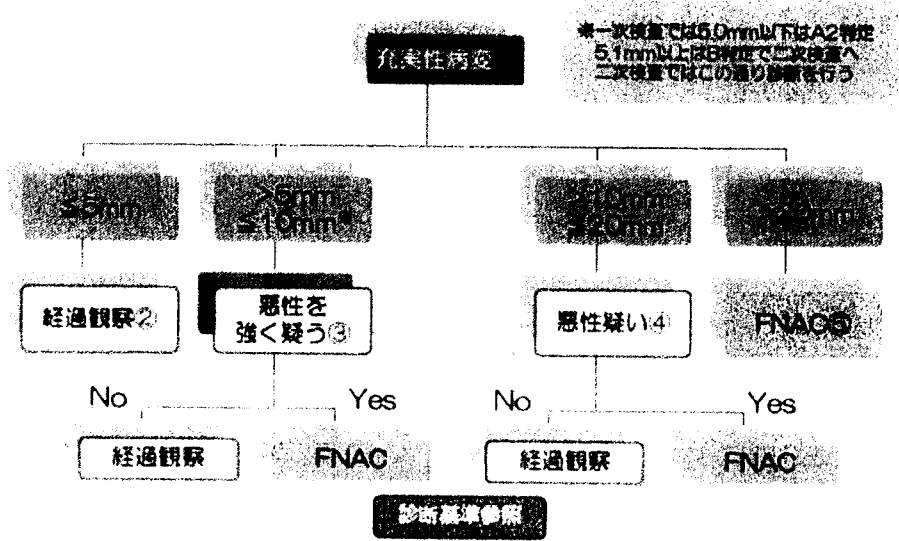 充実性病変
※一次検査では5.0mm以下はA2判定
5.1mm以上はB判定で二次検査へ
二次検査ではこの通り診断を行う
≦5mm
>5mm
≦10mm※
>10mm
≦20mm
経過観察②
悪性を
強く疑う③
悪性疑い④
FNAC⑤
No
Yes
No
Yes
経過観察
FNAC
経過観察
FNAC
診断基準参照